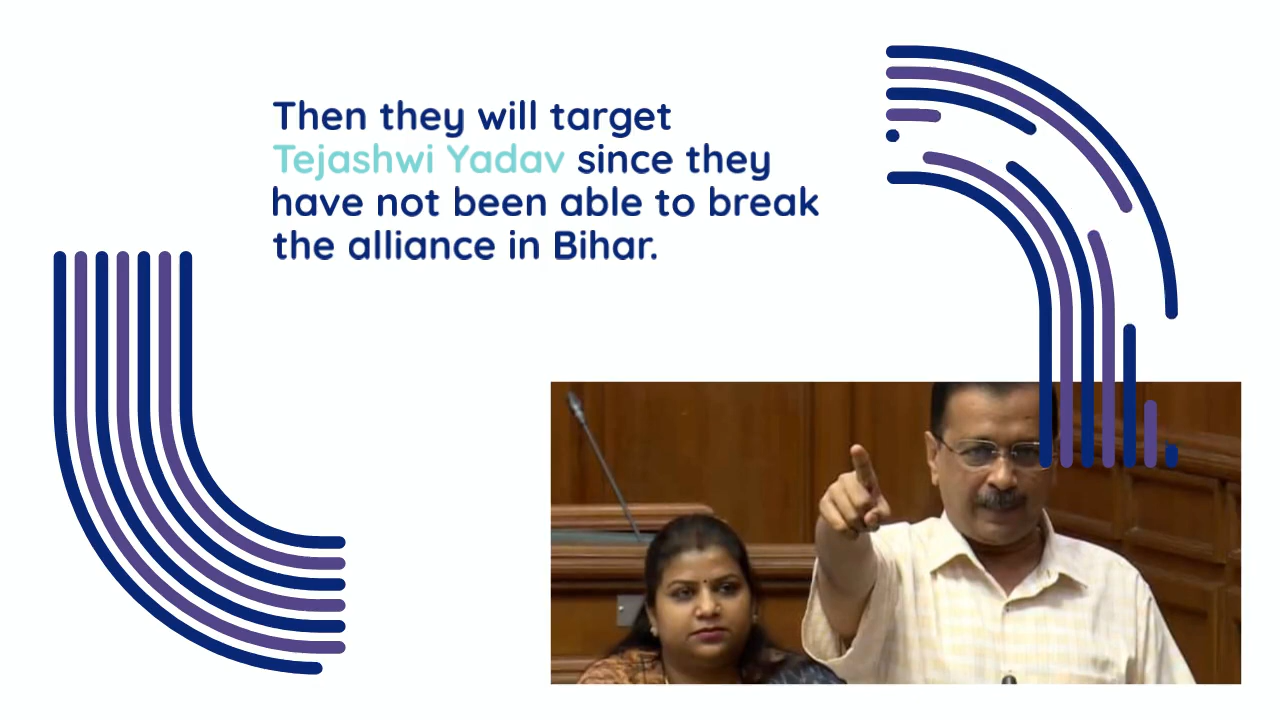 Then they will target
Tejashwi Yadav since they
have not been able to break
the alliance in Bihar.